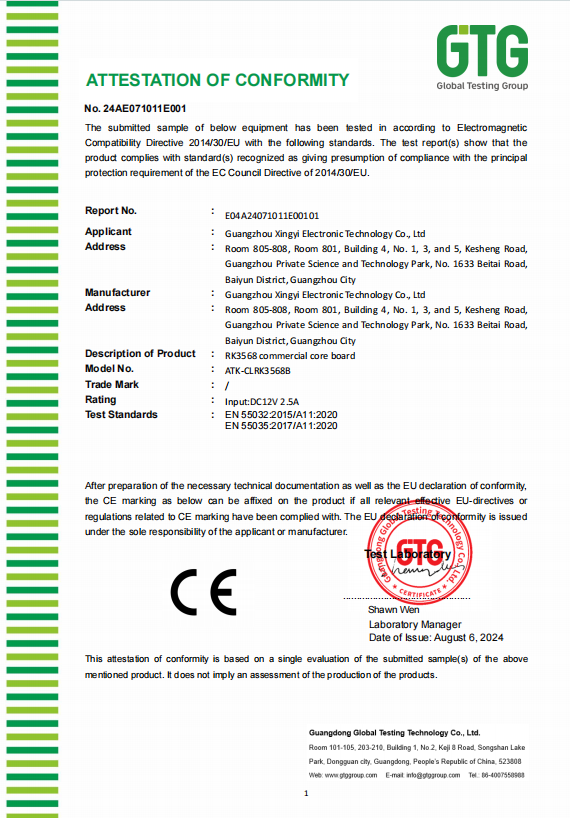 GTG
Global Testing Group
ATTESTATION OF CONFORMITY
No. 24AE071011E001
The submitted sample of below equipment has been tested in according to Electromagnetic
Compatibility Directive 2014/30/EU with the following standards. The test report(s) show that the
product complies with standard(s) recognized as giving presumption of compliance with the principal
protection requirement of the EC Council Directive of 2014/30/EU.
Report No. : E04A24071011E00101
Applicant : Guangzhou Xingyi Electronic Technology Co., Ltd
Address : Room 805-808, Room 801, Building 4, No. 1, 3, and 5, Kesheng Road,
Guangzhou Private Science and Technology Park, No. 1633 Beitai Road,
Baiyun District, Guangzhou City
Manufacturer : Guangzhou Xingyi Electronic Technology Co., Ltd
Address : Room 805-808, Room 801, Building 4, No. 1, 3, and 5, Kesheng Road,
Guangzhou Private Science and Technology Park, No. 1633 Beitai Road,
Baiyun District, Guangzhou City
Description of Product : RK3568 commercial core board
Model No. : ATK-CLRK3568B
Trade Mark : /
Rating : Input:DC12V 2.5A
Test Standards : EN 55032:2015/A11:2020
EN 55035:2017/A11:2020
After preparation of the necessary technical documentation as well as the EU declaration of conformity,
the CE marking as below can be affixed on the product if all relevant effective EU-directives or
regulations related to CE marking have been complied with. The EU declaration of conformity is issued
under the sole responsibility of the applicant or manufacturer.
Guangdong Global Testing Technology Co., Ltd.
GTG
Test Laboratory
CERTIFICATE
CE
Shawn Wen
Laboratory Manager
Date of Issue: August 6, 2024
This attestation of conformity is based on a single evaluation of the submitted sample(s) of the above
mentioned product. It does not imply an assessment of the production of the products.
Guangdong Global Testing Technology Co., Ltd.
Room 101-105, 203-210, Building 1, No.2, Keji 8 Road, Songshan Lake
Park, Dongguan city, Guangdong, People's Republic of China, 523808
Web: www.gtggroup.com E-mail: info@gtggroup.com Tel.: 86-4007558988
1